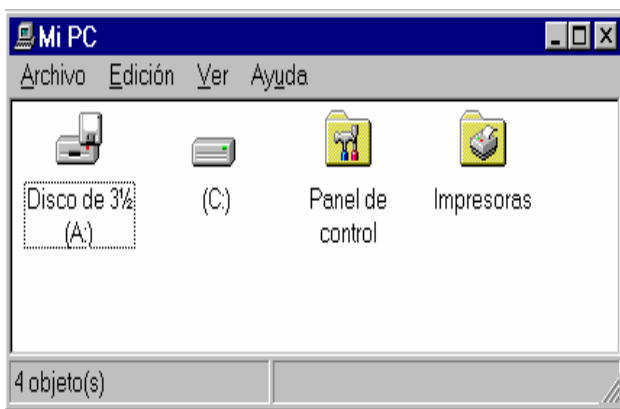 Mi PC
Archivo Edición Ver Ayuda
Disco de 3½ (A:)
(C:)
Panel de control
Impresoras
4 objeto(s)